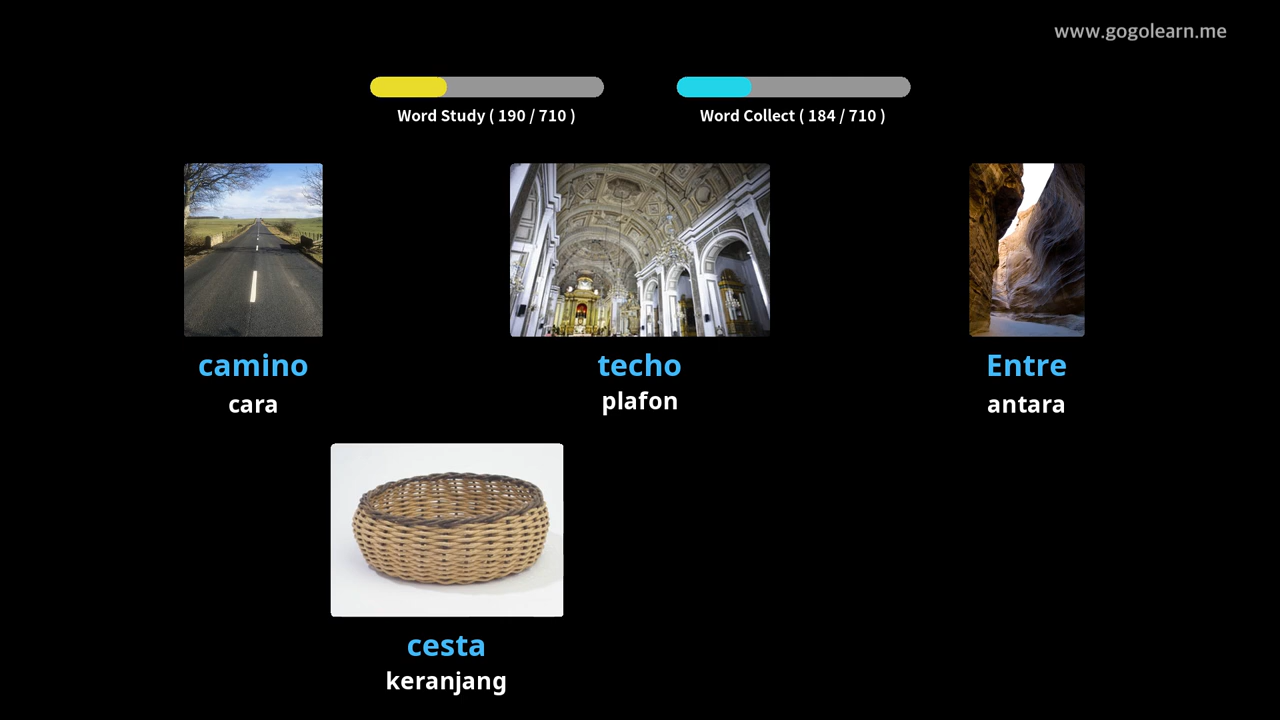 www.gogolearn.me
Word Study ( 190 / 710 )
Word Collect ( 184 / 710 )
camino
cara
techo
plafon
Entre
antara
cesta
keranjang